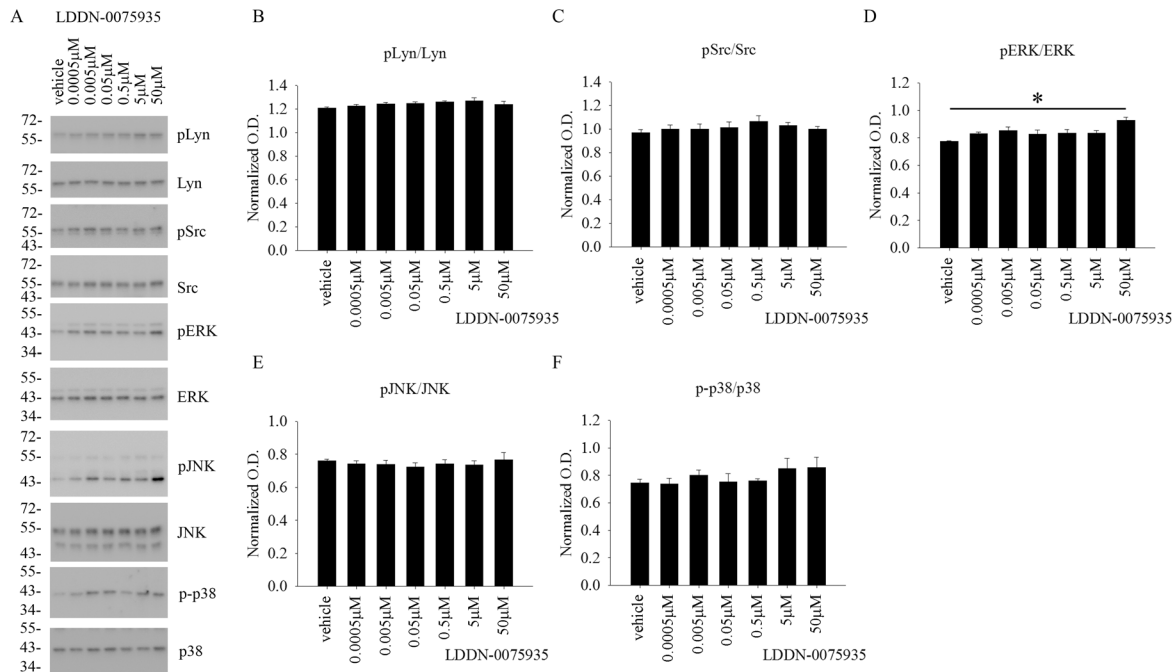 A
LDDN-0075935
vehicle
0.0005µM
0.005µM
0.05µM
0.5µM
5µM
50µM
72-
55-
pLyn
72-
55-
Lyn
72-
55-
43-
pSrc
72-
55-
43-
Src
55-
43-
34-
pERK
55-
43-
34-
ERK
72-
55-
43-
pJNK
72-
55-
43-
JNK
55-
43-
34-
p-p38
55-
43-
34-
p38
B
pLyn/Lyn
Normalized O.D.
1.4
1.2
1.0
0.8
0.6
0.4
0.2
0.0
vehicle
0.0005µM
0.005µM
0.05µM
0.5µM
5µM
50µM
LDDN-0075935
C
pSrc/Src
Normalized O.D.
1.4
1.2
1.0
0.8
0.6
0.4
0.2
0.0
vehicle
0.0005µM
0.005µM
0.05µM
0.5µM
5µM
50µM
LDDN-0075935
D
pERK/ERK
Normalized O.D.
1.2
1.0
0.8
0.6
0.4
0.2
0.0
*
vehicle
0.0005µM
0.005µM
0.05µM
0.5µM
5µM
50µM
LDDN-0075935
E
pJNK/JNK
Normalized O.D.
1.0
0.8
0.6
0.4
0.2
0.0
vehicle
0.0005µM
0.005µM
0.05µM
0.5µM
5µM
50µM
LDDN-0075935
F
p-p38/p38
Normalized O.D.
1.2
1.0
0.8
0.6
0.4
0.2
0.0
vehicle
0.0005µM
0.005µM
0.05µM
0.5µM
5µM
50µM
LDDN-0075935